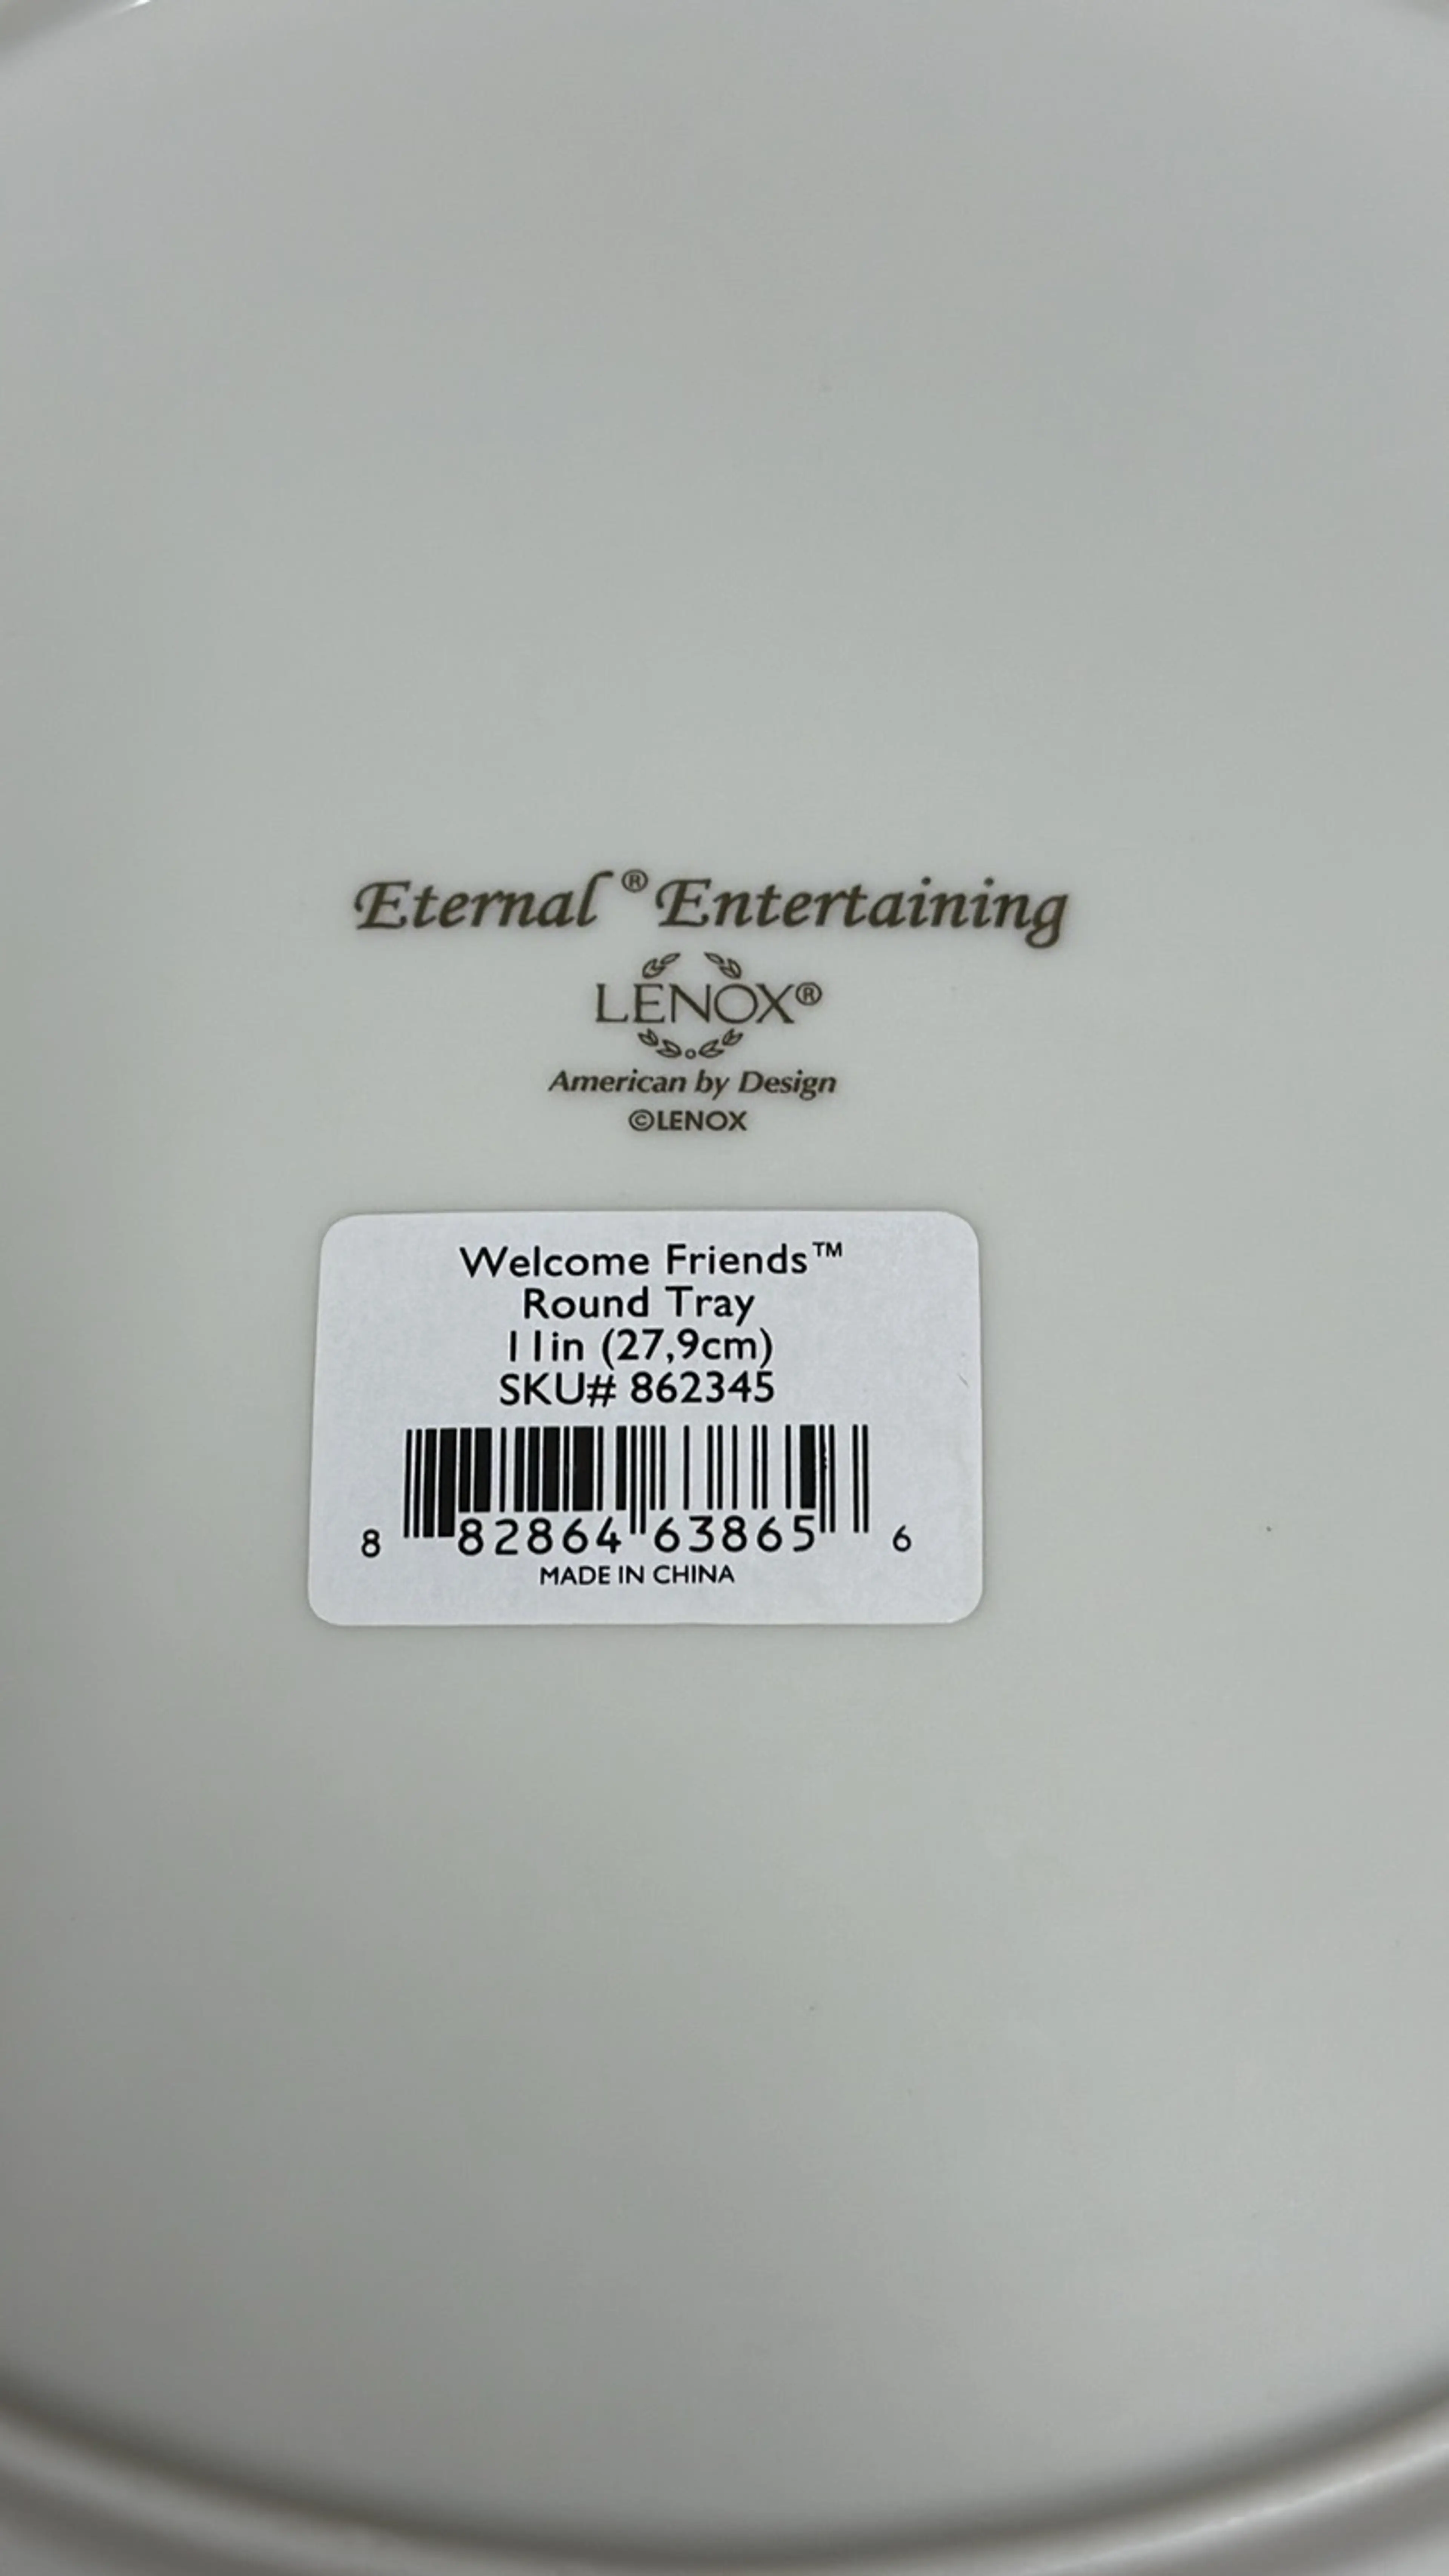 Eternal® Entertaining
LENOX®
American by Design
©LENOX
Welcome Friends™
Round Tray
11in (27,9cm)
SKU# 862345
8 82864 63865 6
MADE IN CHINA